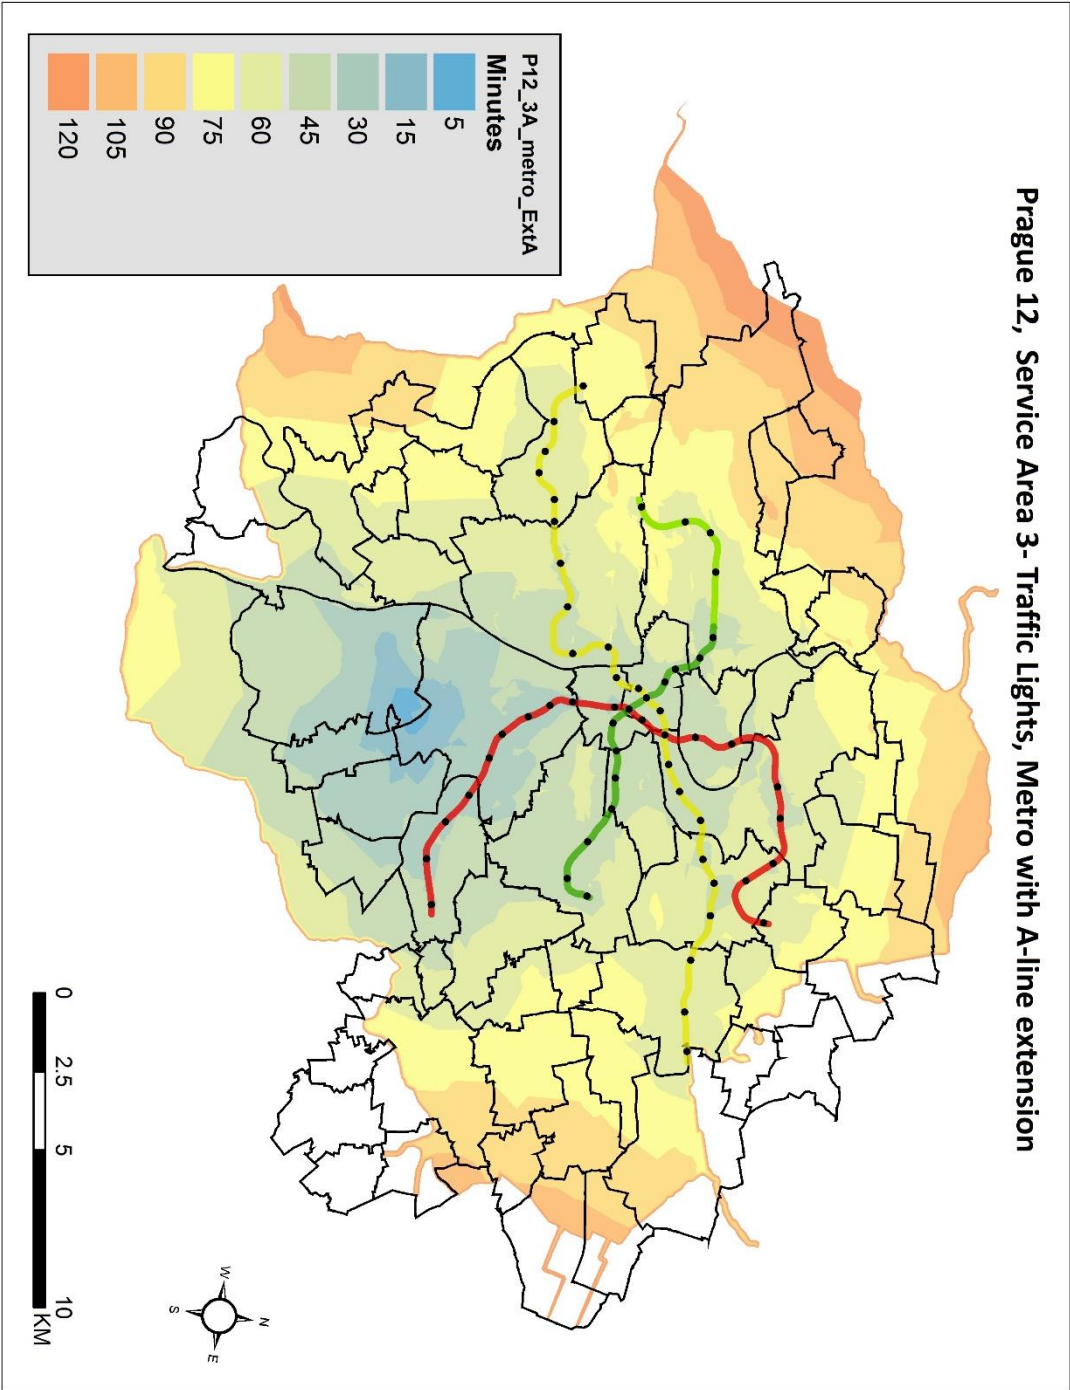 Prague 12, Service Area 3- Traffic Lights, Metro with A-line extension
P12_3A_metro_ExtA
Minutes
5
15
30
45
60
75
90
105
120
0 2.5 5 10
KM
N
W
E
S